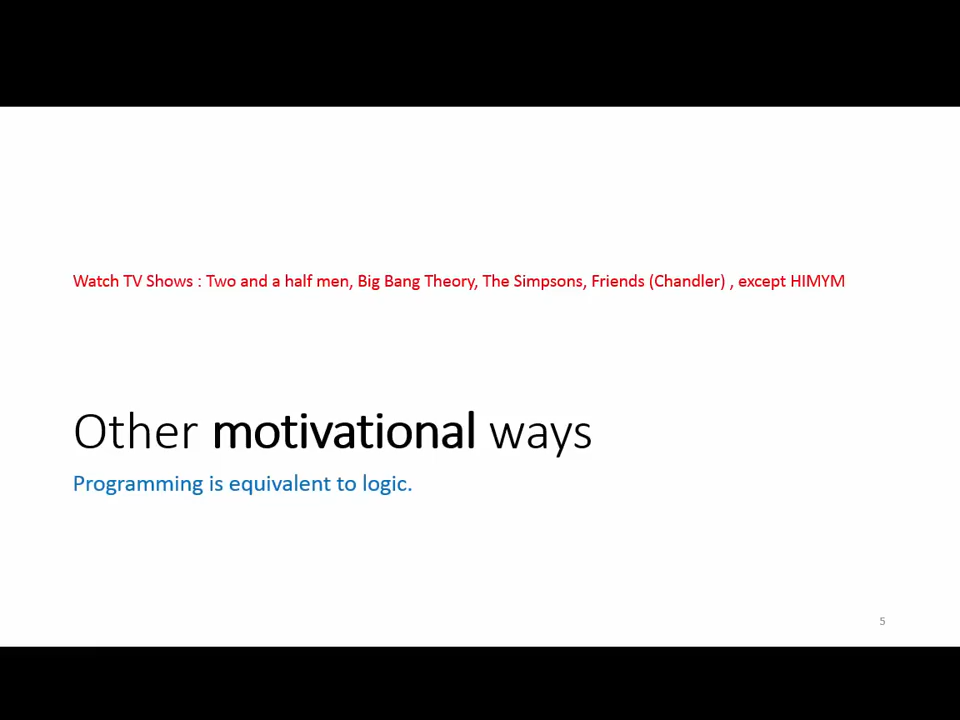 Watch TV Shows : Two and a half men, Big Bang Theory, The Simpsons, Friends (Chandler) , except HIMYM
Other motivational ways
Programming is equivalent to logic.
5